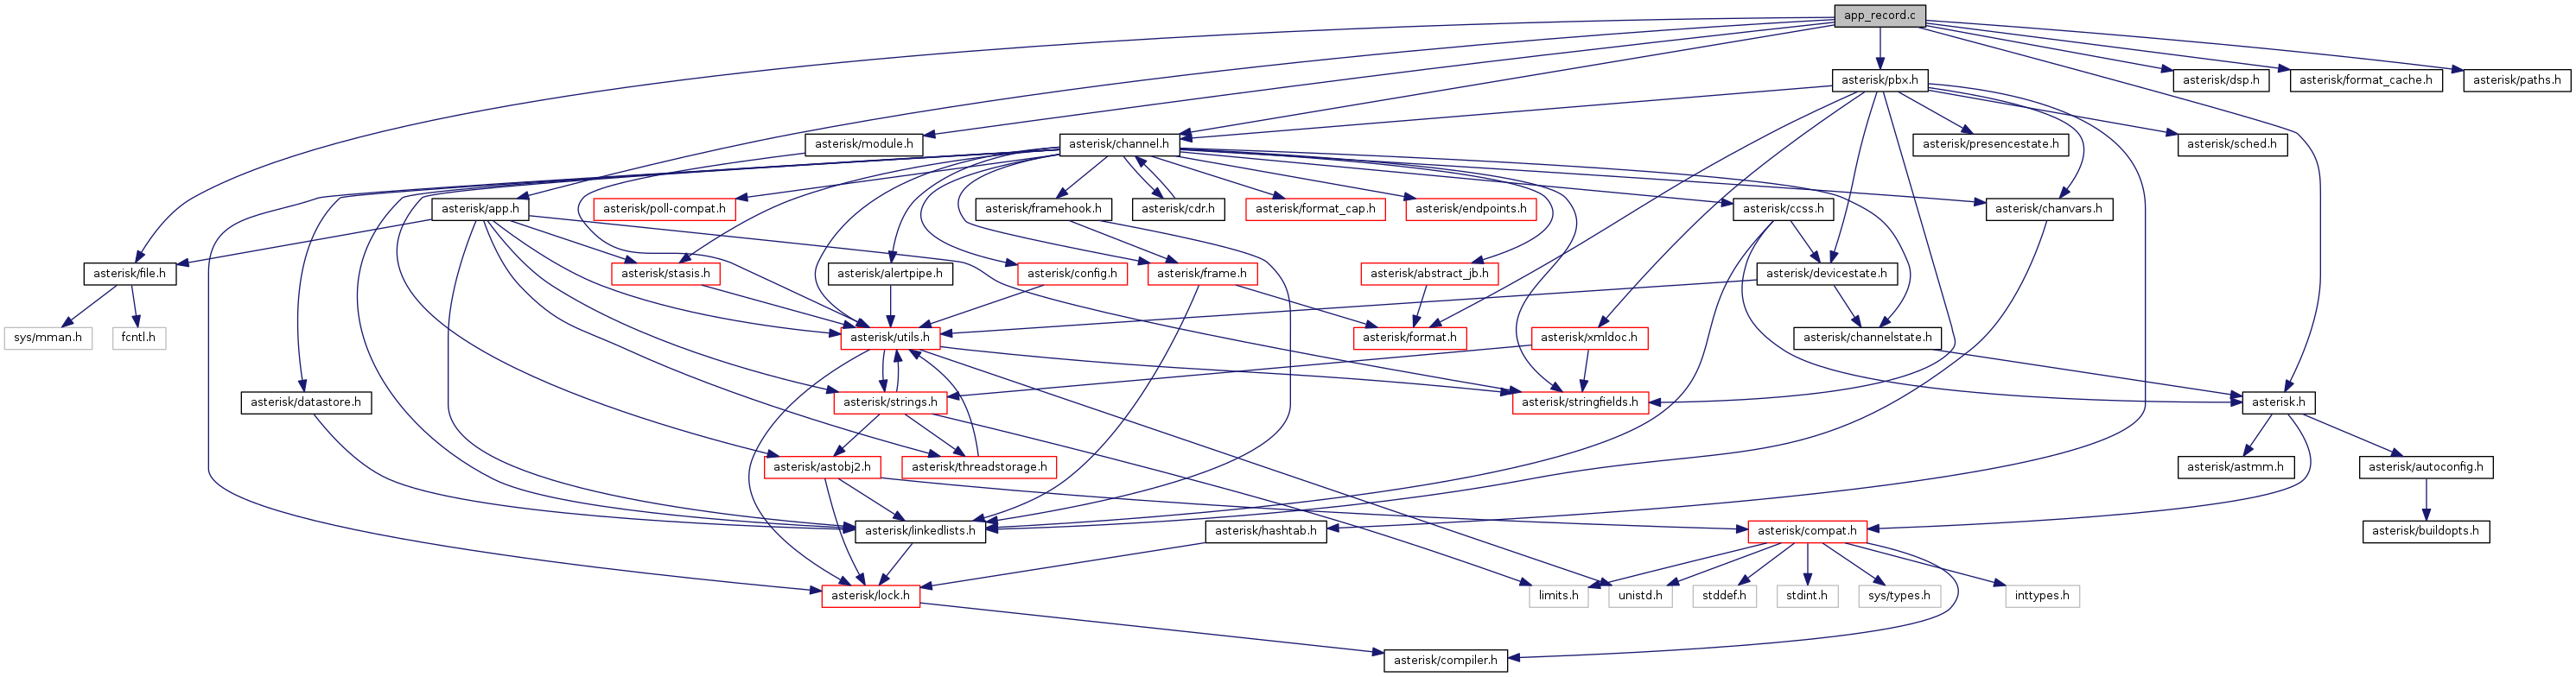 app_record.c
asterisk/pbx.h
asterisk/dsp.h
asterisk/format_cache.h
asterisk/paths.h
asterisk/module.h
asterisk/channel.h
asterisk/presencestate.h
asterisk/sched.h
asterisk/app.h
asterisk/poll-compat.h
asterisk/framehook.h
asterisk/cdr.h
asterisk/format_cap.h
asterisk/endpoints.h
asterisk/ccss.h
asterisk/chanvars.h
asterisk/file.h
asterisk/stasis.h
asterisk/alertpipe.h
asterisk/config.h
asterisk/frame.h
asterisk/abstract_jb.h
asterisk/devicestate.h
sys/mman.h
fcntl.h
asterisk/utils.h
asterisk/format.h
asterisk/xmldoc.h
asterisk/channelstate.h
asterisk/datastore.h
asterisk/strings.h
asterisk/stringfields.h
asterisk.h
asterisk/astobj2.h
asterisk/threadstorage.h
asterisk/astmm.h
asterisk/autoconfig.h
asterisk/linkedlists.h
asterisk/hashtab.h
asterisk/compat.h
asterisk/buildopts.h
asterisk/lock.h
limits.h
unistd.h
stddef.h
stdint.h
sys/types.h
inttypes.h
asterisk/compiler.h